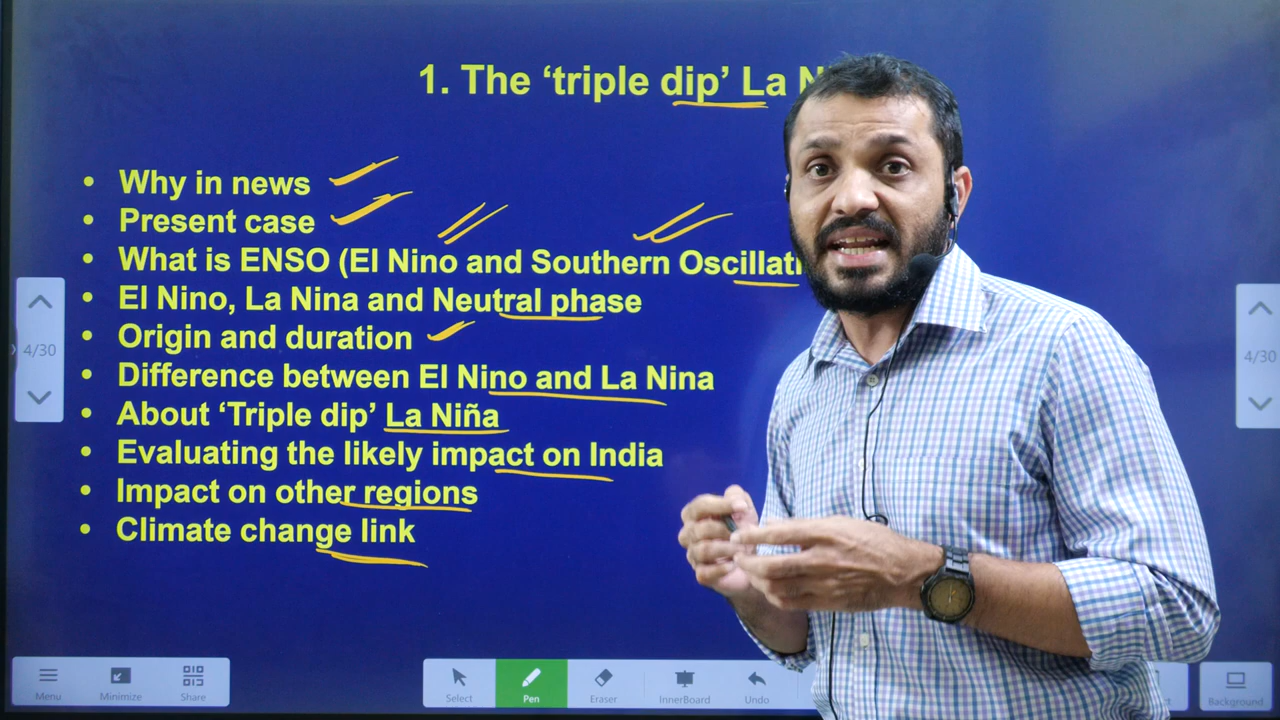 1. The ‘triple dip’ La N
• Why in news
• Present case
• What is ENSO (El Nino and Southern Oscillati
• El Nino, La Nina and Neutral phase
• Origin and duration
• Difference between El Nino and La Nina
• About ‘Triple dip’ La Niña
• Evaluating the likely impact on India
• Impact on other regions
• Climate change link
4/30
4/30
Menu
Minimize
Share
Select
Pen
Eraser
InnerBoard
Undo
Background